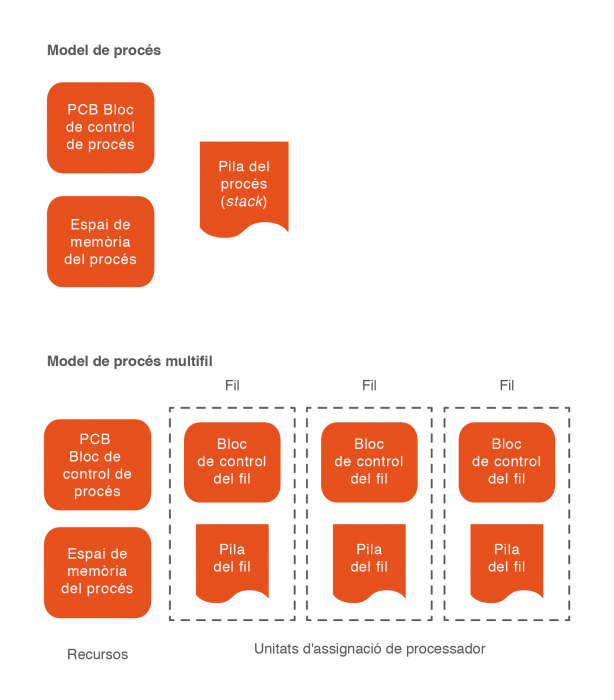 Model de procés
PCB Bloc
de control
de procés
Pila del
procés
(stack)
Espai de
memòria
del procés
Model de procés multifil
Fil
Fil
Fil
PCB
Bloc de
control de
procés
Bloc
de control
del fil
Bloc
de control
del fil
Bloc
de control
del fil
Espai de
memòria
del procés
Pila
del fil
Pila
del fil
Pila
del fil
Recursos
Unitats d'assignació de processador